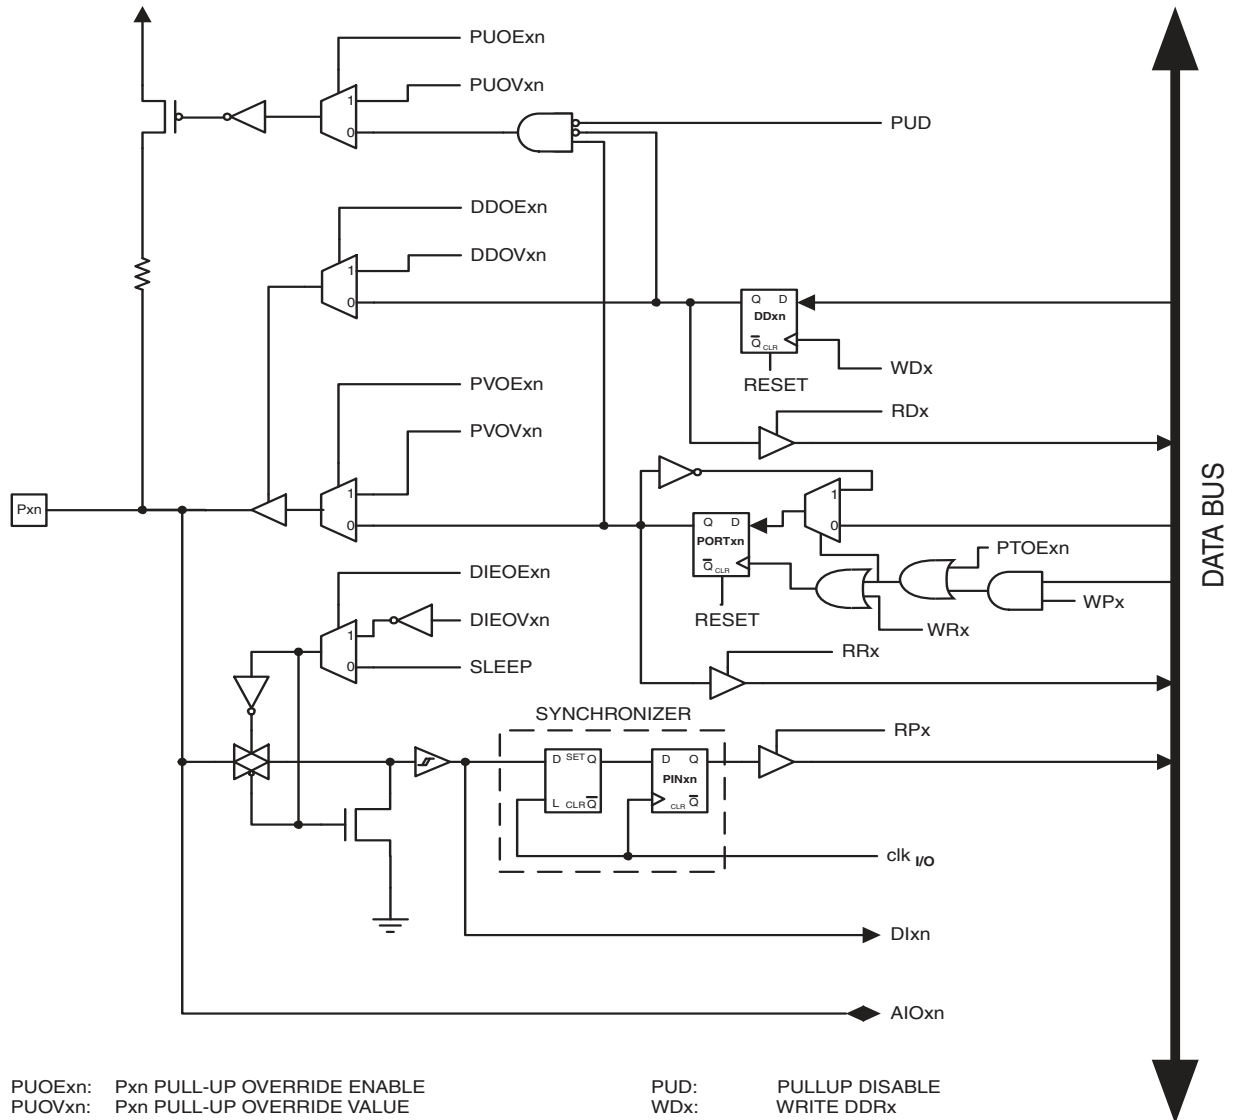 PUOExn
PUOVxn
1
0
PUD
DDOExn
DDOVxn
1
0
Q D
DDxn
Q CLR
WDx
RESET
RDx
PVOExn
PVOVxn
1
0
Pxn
1
0
Q D
PORTxn
Q CLR
PTOExn
WPx
RESET
WRx
RRx
DATA BUS
DIEOExn
DIEOVxn
1
0
SLEEP
SYNCHRONIZER
D SET Q
L CLR Q
D Q
PINxn
CLR Q
RPx
clk I/O
DIxn
AIOxn
PUOExn: Pxn PULL-UP OVERRIDE ENABLE
PUOVxn: Pxn PULL-UP OVERRIDE VALUE
PUD: PULLUP DISABLE
WDx: WRITE DDRx